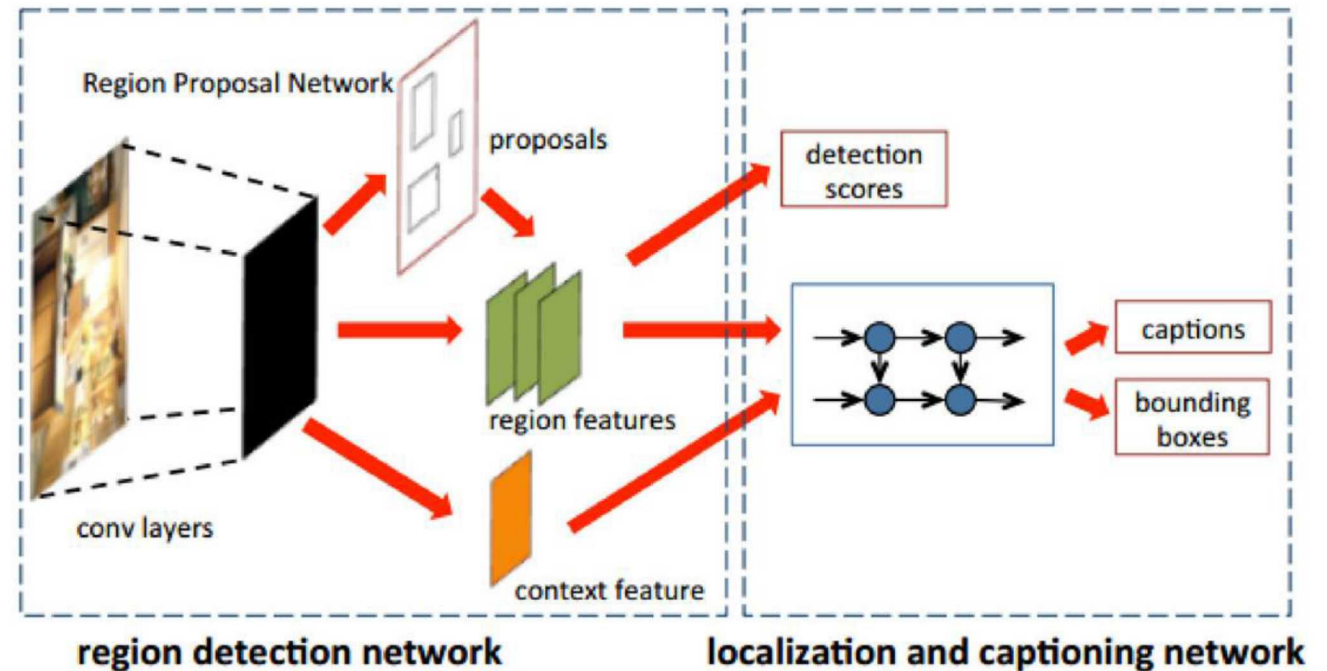 Region Proposal Network
proposals
detection
scores
captions
region features
bounding
boxes
conv layers
context feature
region detection network
localization and captioning network